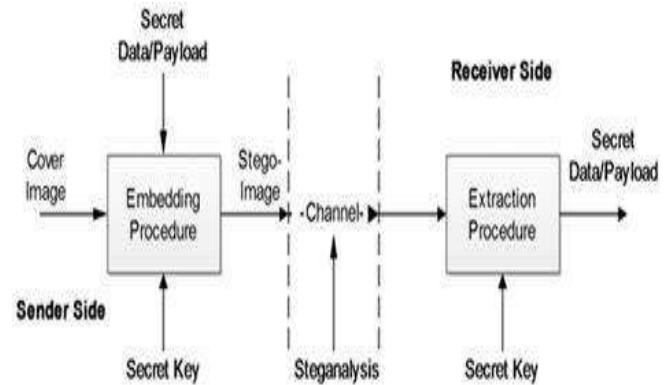 Secret
Data/Payload
Receiver Side
Cover
Image
Embedding
Procedure
Stego-
Image
-Channel-
Extraction
Procedure
Secret
Data/Payload
Sender Side
Secret Key
Steganalysis
Secret Key